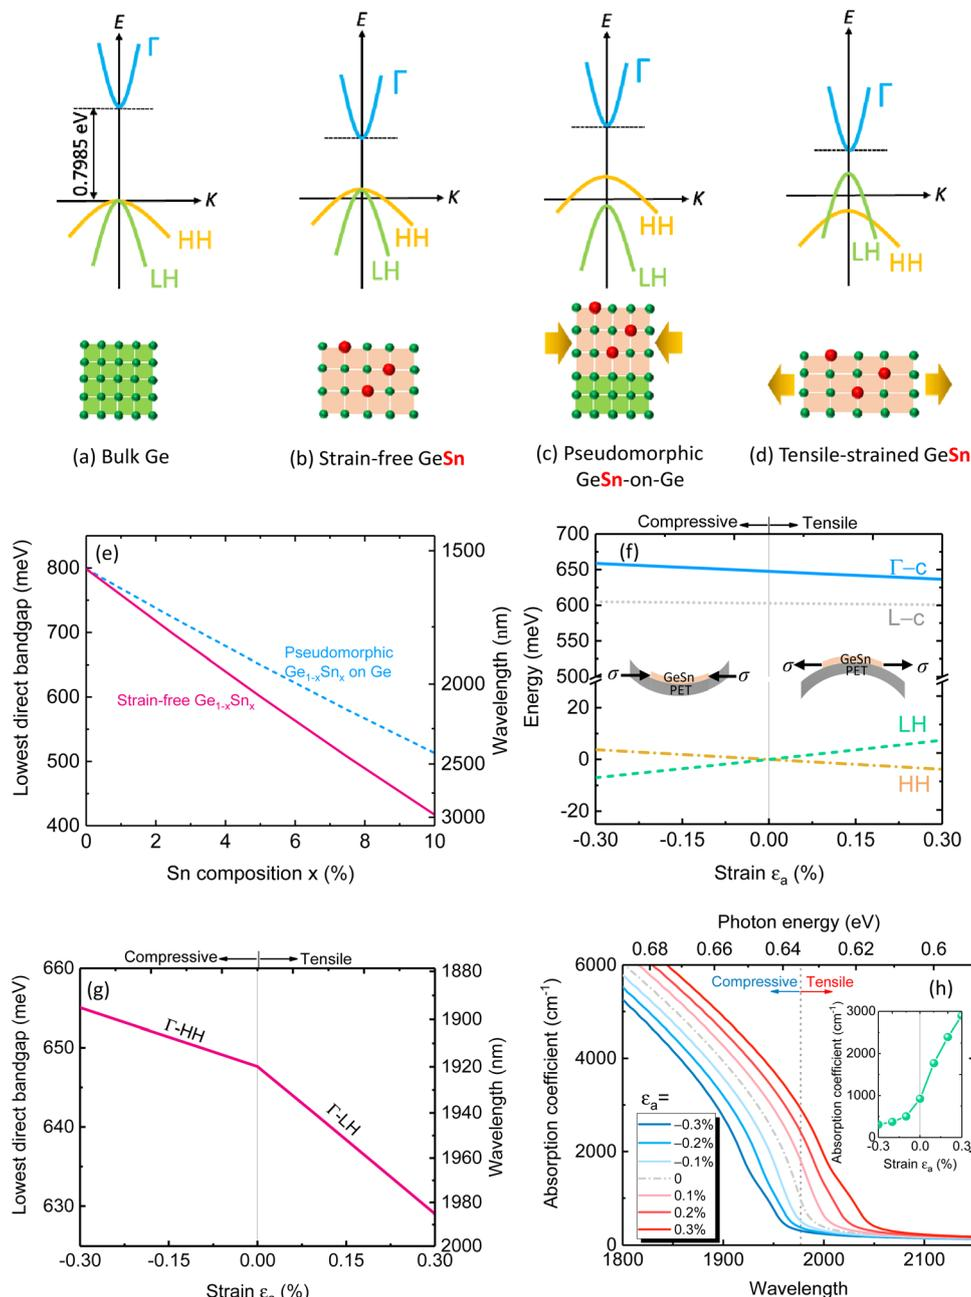 E
E
E
E
Γ
Γ
Γ
Γ
0.7985 eV
K
K
K
K
HH
LH
HH
LH
HH
LH
LH
HH
(a) Bulk Ge
(b) Strain-free GeSn
(c) Pseudomorphic
GeSn-on-Ge
(d) Tensile-strained GeSn
(e)
Lowest direct bandgap (meV)
800
700
600
500
400
0
2
4
6
8
10
Sn composition x (%)
1500
2000
2500
3000
Wavelength (nm)
Pseudomorphic
Ge1-xSnx on Ge
Strain-free Ge1-xSnx
Compressive
Tensile
(f)
Energy (meV)
700
650
600
550
500
20
0
-20
Γ–c
L–c
σ
GeSn
PET
σ
σ
GeSn
PET
σ
LH
HH
-0.30
-0.15
0.00
0.15
0.30
Strain εa (%)
Compressive
Tensile
(g)
Lowest direct bandgap (meV)
660
650
640
630
Γ-HH
Γ-LH
1880
1900
1920
1940
1960
1980
2000
Wavelength (nm)
-0.30
-0.15
0.00
0.15
0.30
Strain εa (%)
Photon energy (eV)
0.68
0.66
0.64
0.62
0.6
Absorption coefficient (cm-1)
6000
4000
2000
0
Compressive
Tensile
(h)
εa=
–0.3%
–0.2%
–0.1%
0
0.1%
0.2%
0.3%
Absorption coefficient (cm-1)
3000
2000
1000
0
-0.3
0.0
0.3
Strain εa (%)
1800
1900
2000
2100
Wavelength